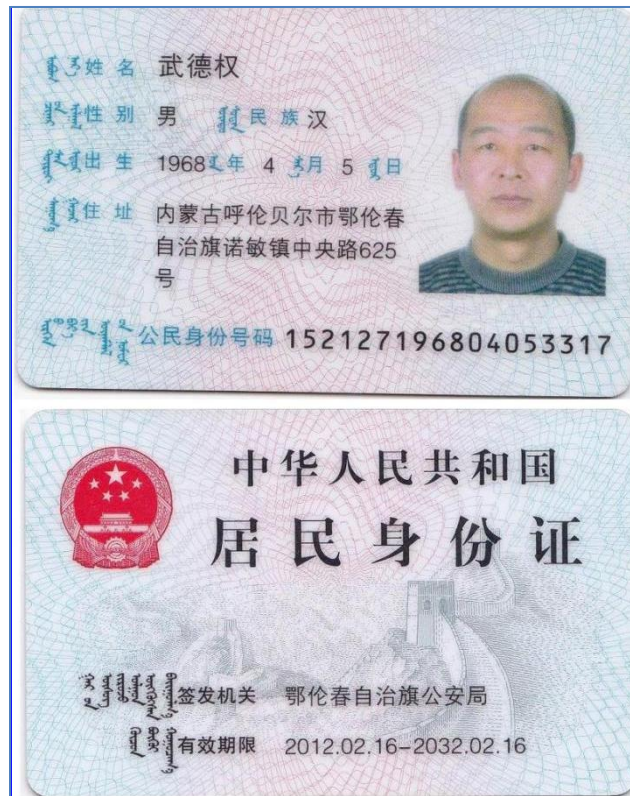 姓 名 武德权
性 别 男 民 族 汉
出 生 1968 年 4 月 5 日
住 址 内蒙古呼伦贝尔市鄂伦春
自治旗诺敏镇中央路625
号
公民身份号码 152127196804053317
中华人民共和国
居民身份证
签发机关 鄂伦春自治旗公安局
有效期限 2012.02.16-2032.02.16